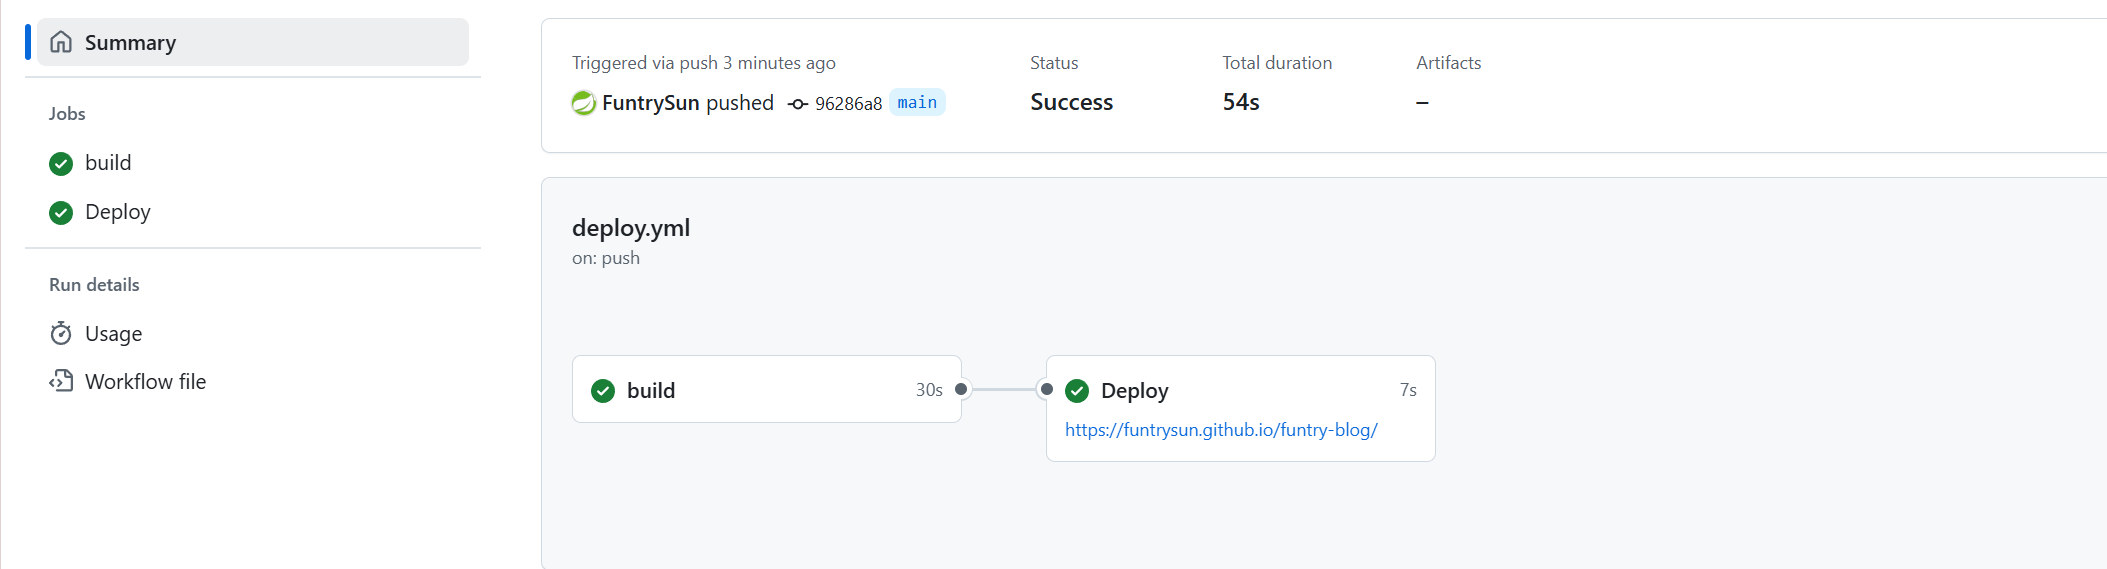 Summary
Jobs
build
Deploy
Run details
Usage
Workflow file
Triggered via push 3 minutes ago
FuntrySun pushed 96286a8 main
Status
Success
Total duration
54s
Artifacts
–
deploy.yml
on: push
build 30s
Deploy 7s
https://funtrysun.github.io/funtry-blog/